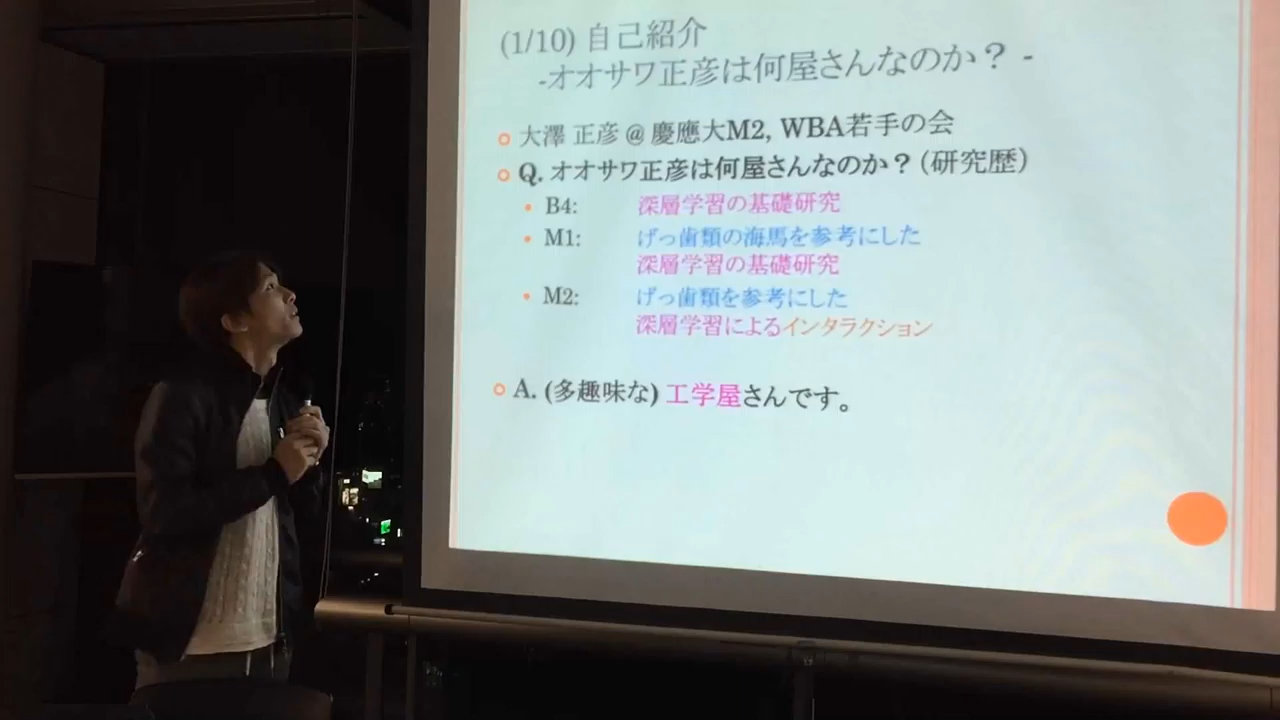 (1/10) 自己紹介
-オオサワ正彦は何屋さんなのか？ -
大澤 正彦 @ 慶應大M2, WBA若手の会
Q. オオサワ正彦は何屋さんなのか？（研究歴）
B4: 深層学習の基礎研究
M1: げっ歯類の海馬を参考にした
深層学習の基礎研究
M2: げっ歯類を参考にした
深層学習によるインタラクション
A. (多趣味な) 工学屋さんです。